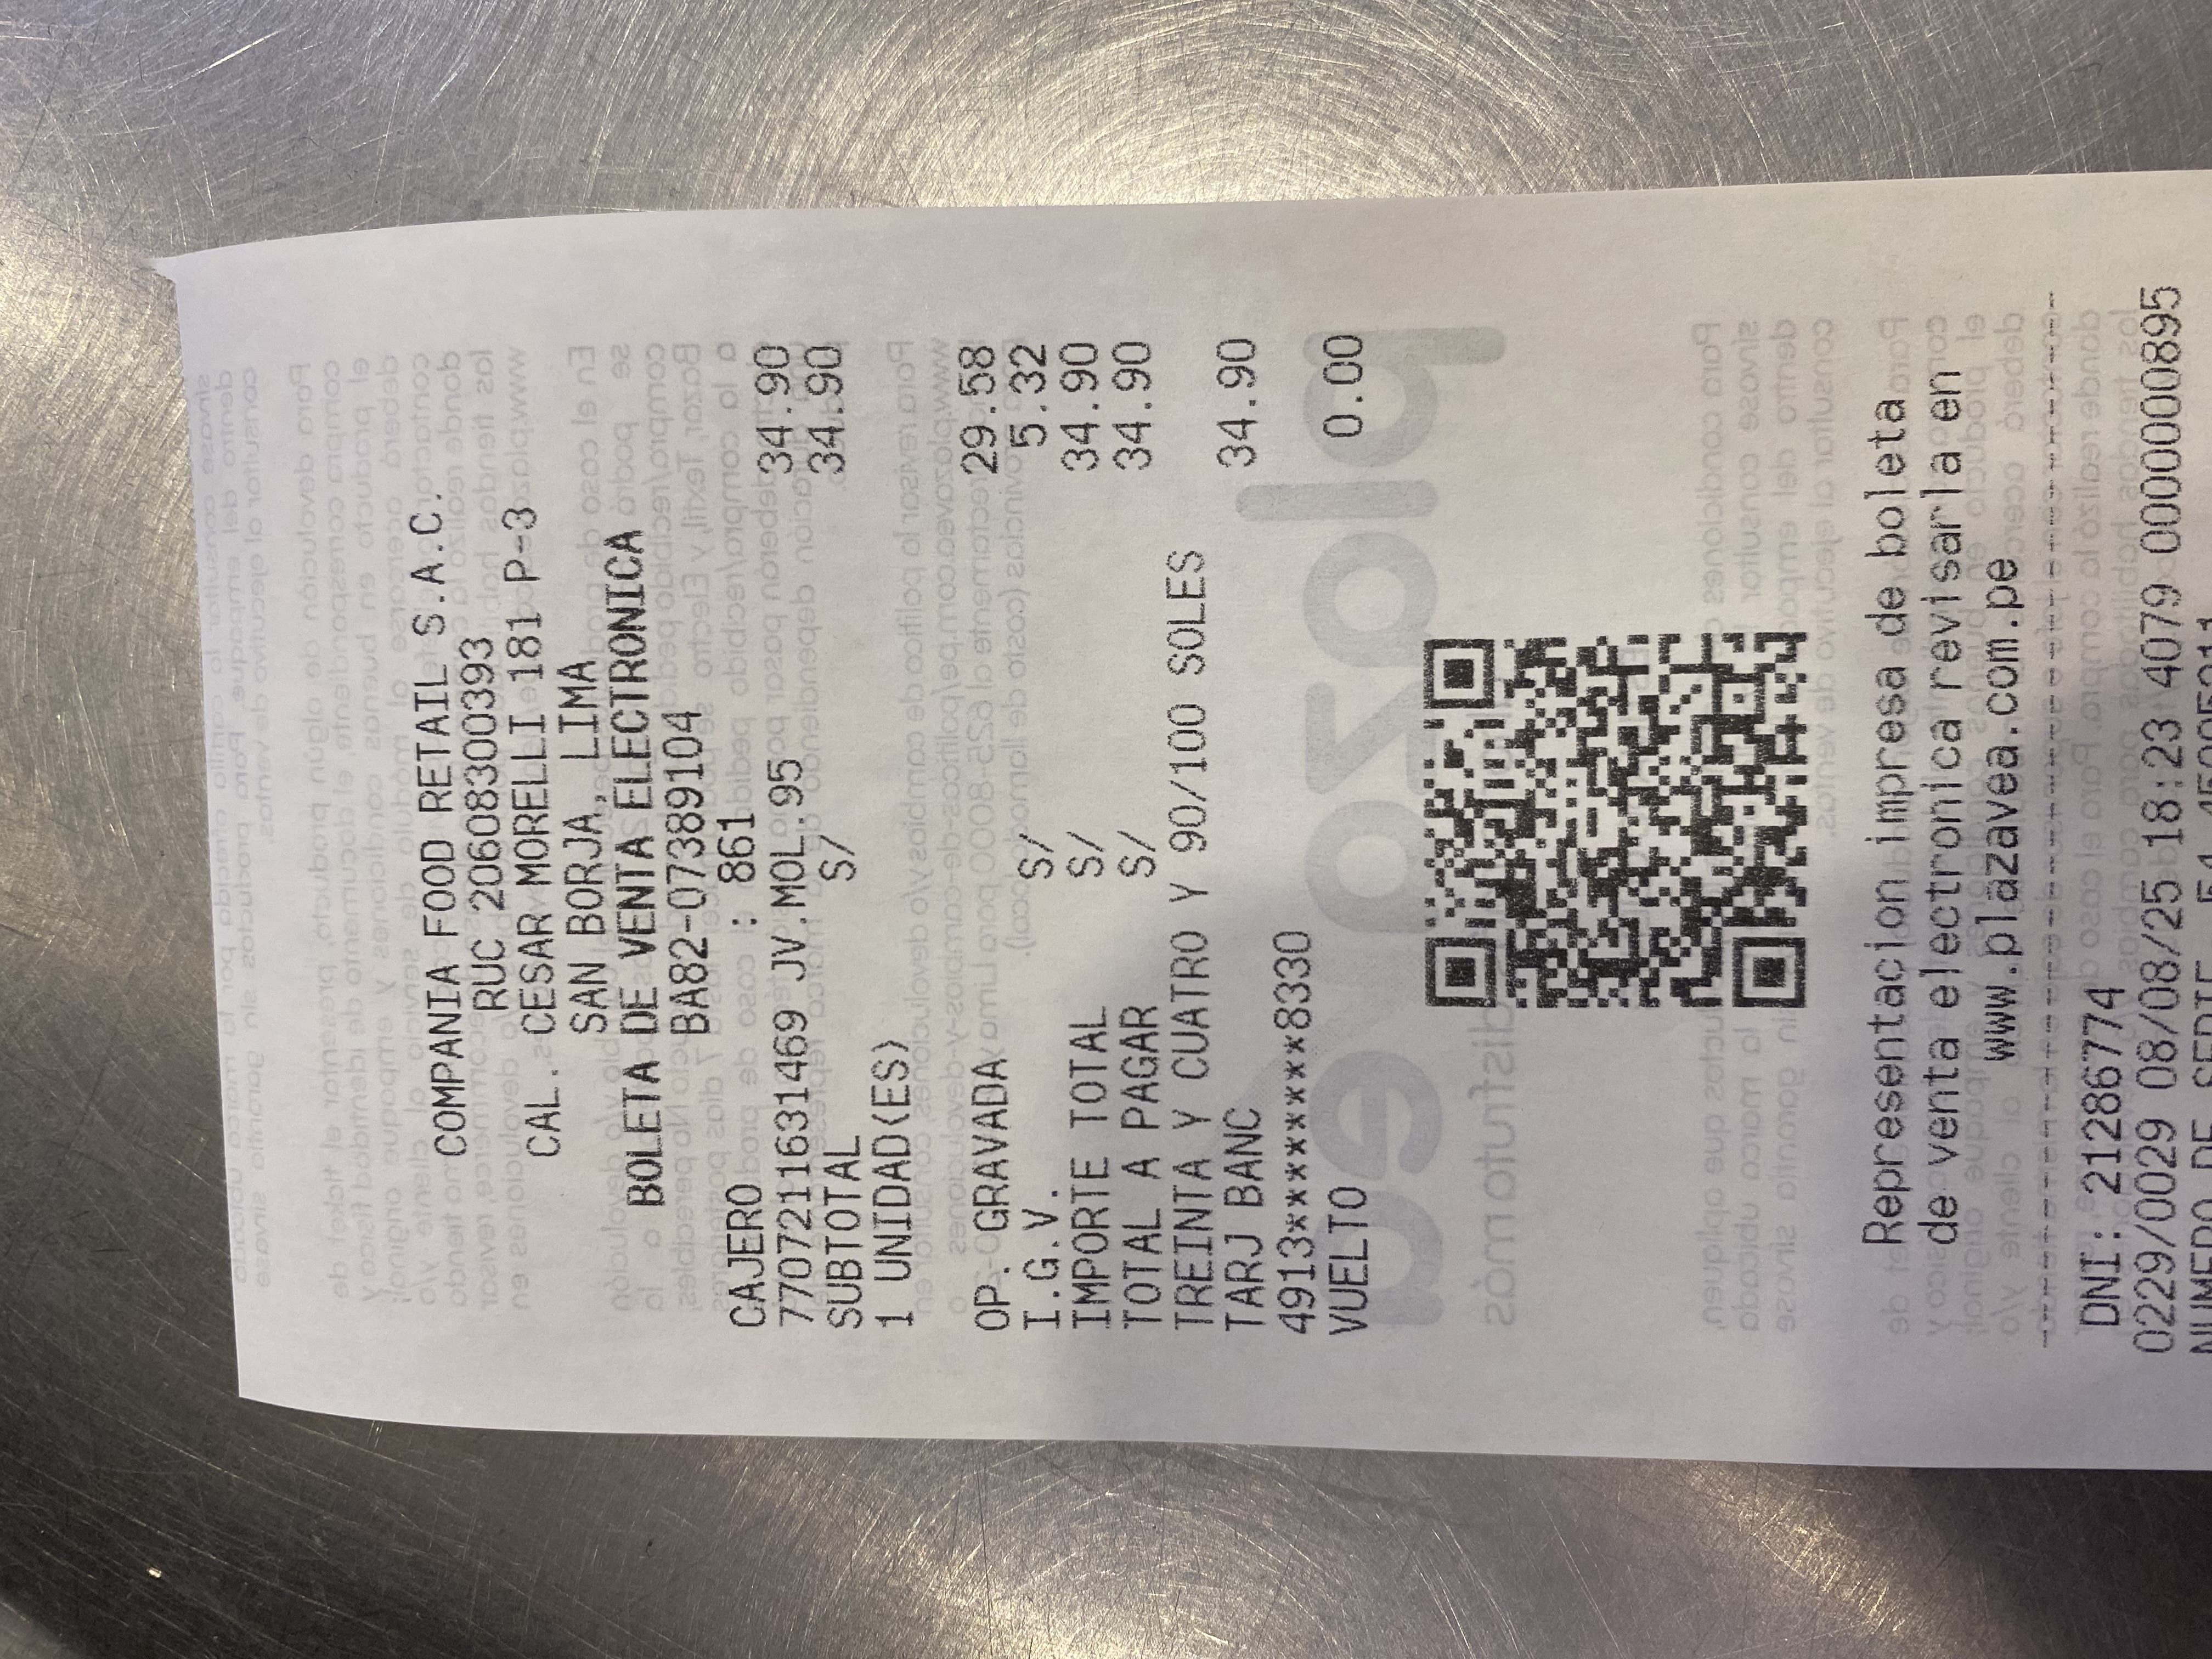 COMPANIA FOOD RETAIL S.A.C.
RUC 20608300393
CAL. CESAR MORELLI 181 P-3
SAN BORJA, LIMA
BOLETA DE VENTA ELECTRONICA
BA82-07389104
CAJERO : 861
7707211631469 JV.MOL.95 34.90
SUBTOTAL S/ 34.90
1 UNIDAD(ES)
OP. GRAVADA 29.58
I.G.V. S/ 5.32
IMPORTE TOTAL S/ 34.90
TOTAL A PAGAR S/ 34.90
TREINTA Y CUATRO Y 90/100 SOLES
TARJ BANC 34.90
4913********8330
VUELTO 0.00
Representacion impresa de boleta
de venta electronica revisarla en
www.plazavea.com.pe
DNI: 21286774
0229/0029 08/08/25 18:23 4079 0000000895
NUMERO DE SERIE